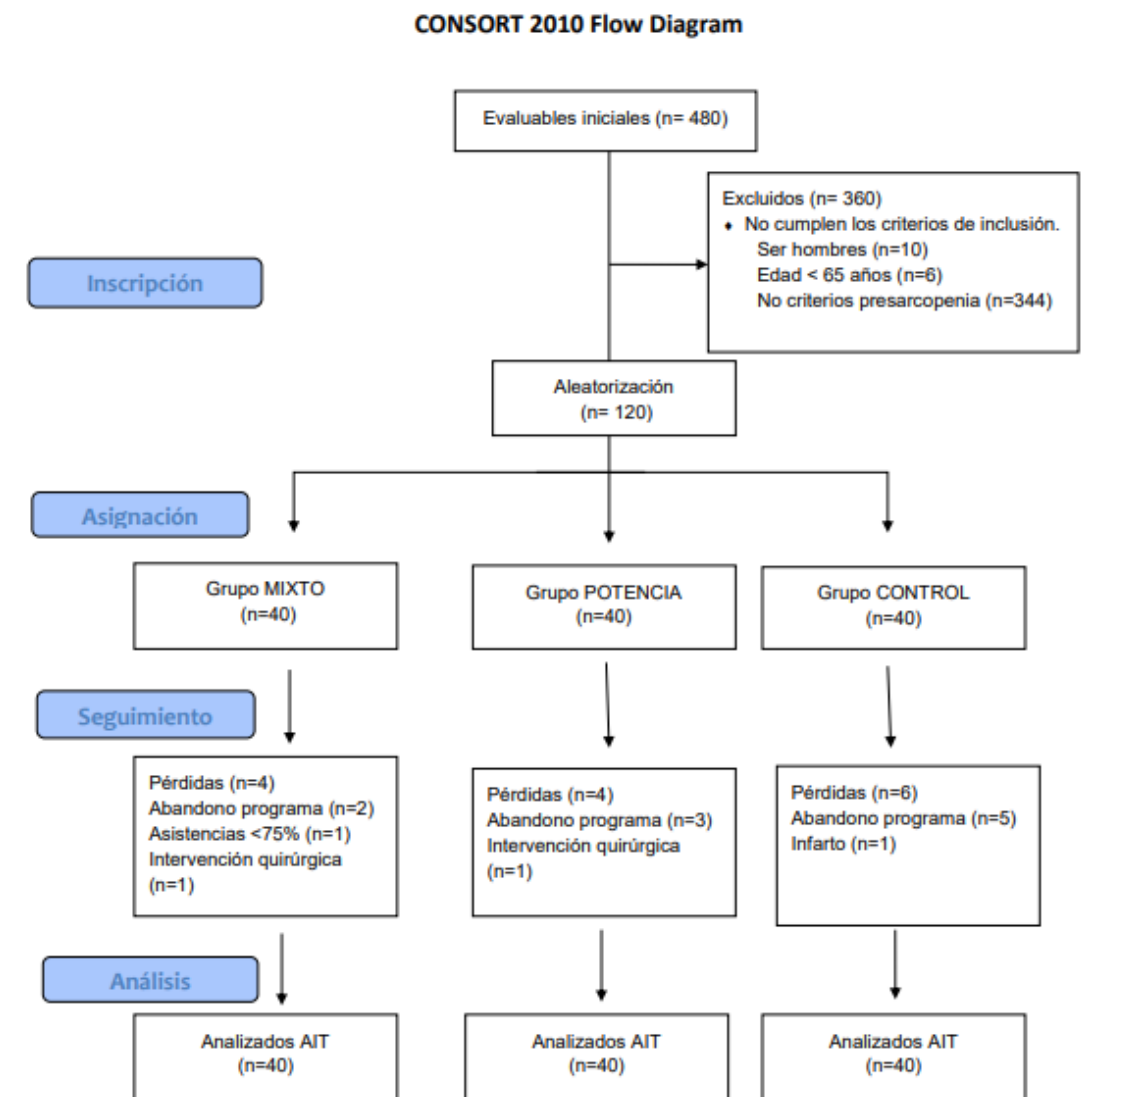 CONSORT 2010 Flow Diagram
Evaluables iniciales (n= 480)
Excluidos (n= 360)
♦ No cumplen los criterios de inclusión.
Ser hombres (n=10)
Edad < 65 años (n=6)
No criterios presarcopenia (n=344)
Inscripción
Aleatorización
(n= 120)
Asignación
Grupo MIXTO
(n=40)
Grupo POTENCIA
(n=40)
Grupo CONTROL
(n=40)
Seguimiento
Pérdidas (n=4)
Abandono programa (n=2)
Asistencias <75% (n=1)
Intervención quirúrgica
(n=1)
Pérdidas (n=4)
Abandono programa (n=3)
Intervención quirúrgica
(n=1)
Pérdidas (n=6)
Abandono programa (n=5)
Infarto (n=1)
Análisis
Analizados AIT
(n=40)
Analizados AIT
(n=40)
Analizados AIT
(n=40)